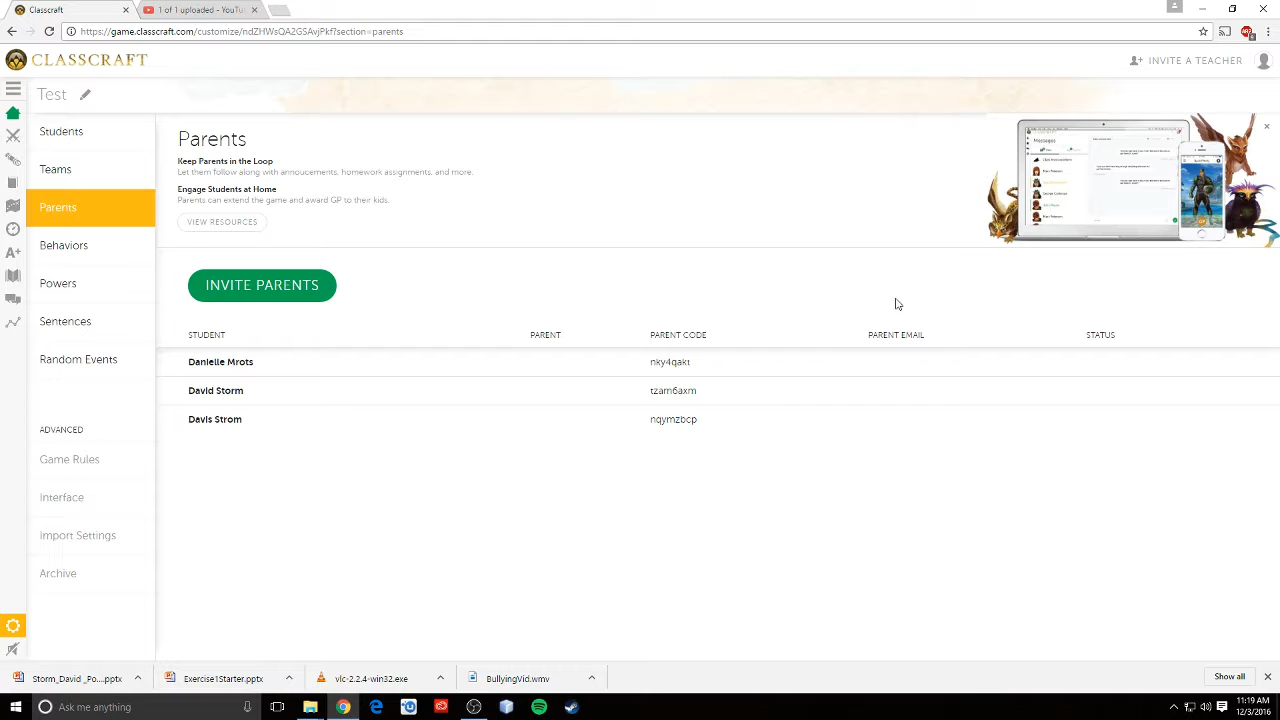 Classcraft
1 of 1 uploaded - YouTu
https://game.classcraft.com/customize/ndZHWsQA2GSAvjPkf?section=parents
CLASSCRAFT
INVITE A TEACHER
Test
Students
Teams
Parents
Behaviors
Powers
Sentences
Random Events
ADVANCED
Game Rules
Interface
Import Settings
Archive
Parents
Keep Parents in the Loop
Let them follow along with annoucements, homework assignments, and more.
Engage Students at Home
Parents can extend the game and award GP to their kids.
VIEW RESOURCES
Messages
INVITE PARENTS
STUDENT PARENT PARENT CODE PARENT EMAIL STATUS
Danielle Mrots nky4qakt
David Storm tzam6axm
Davis Strom nqymzbcp
Storm_David _Fo....pptx
Exercise1Starter.pptx
vlc-2.2.4-win32.exe
BullyingVid.wmv
Show all
Ask me anything
11:19 AM
12/3/2016